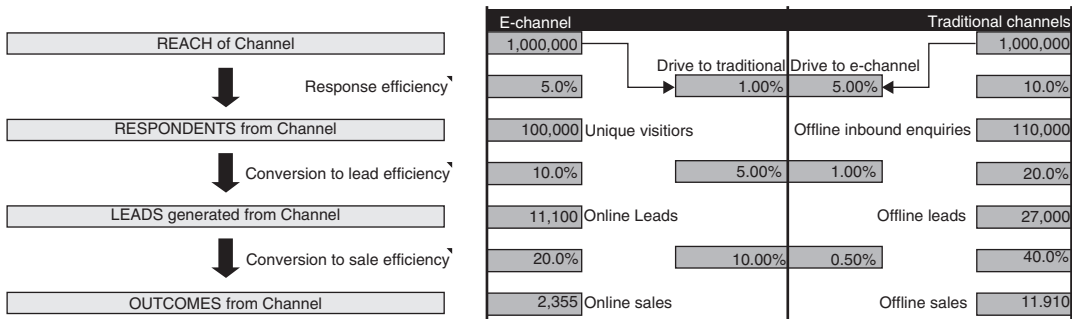 E-channel Traditional channels
REACH of Channel 1,000,000 1,000,000
Drive to traditional Drive to e-channel
Response efficiency 5.0% 1.00% 5.00% 10.0%
RESPONDENTS from Channel 100,000 Unique visitiors Offline inbound enquiries 110,000
Conversion to lead efficiency 10.0% 5.00% 1.00% 20.0%
LEADS generated from Channel 11,100 Online Leads Offline leads 27,000
Conversion to sale efficiency 20.0% 10.00% 0.50% 40.0%
OUTCOMES from Channel 2,355 Online sales Offline sales 11.910